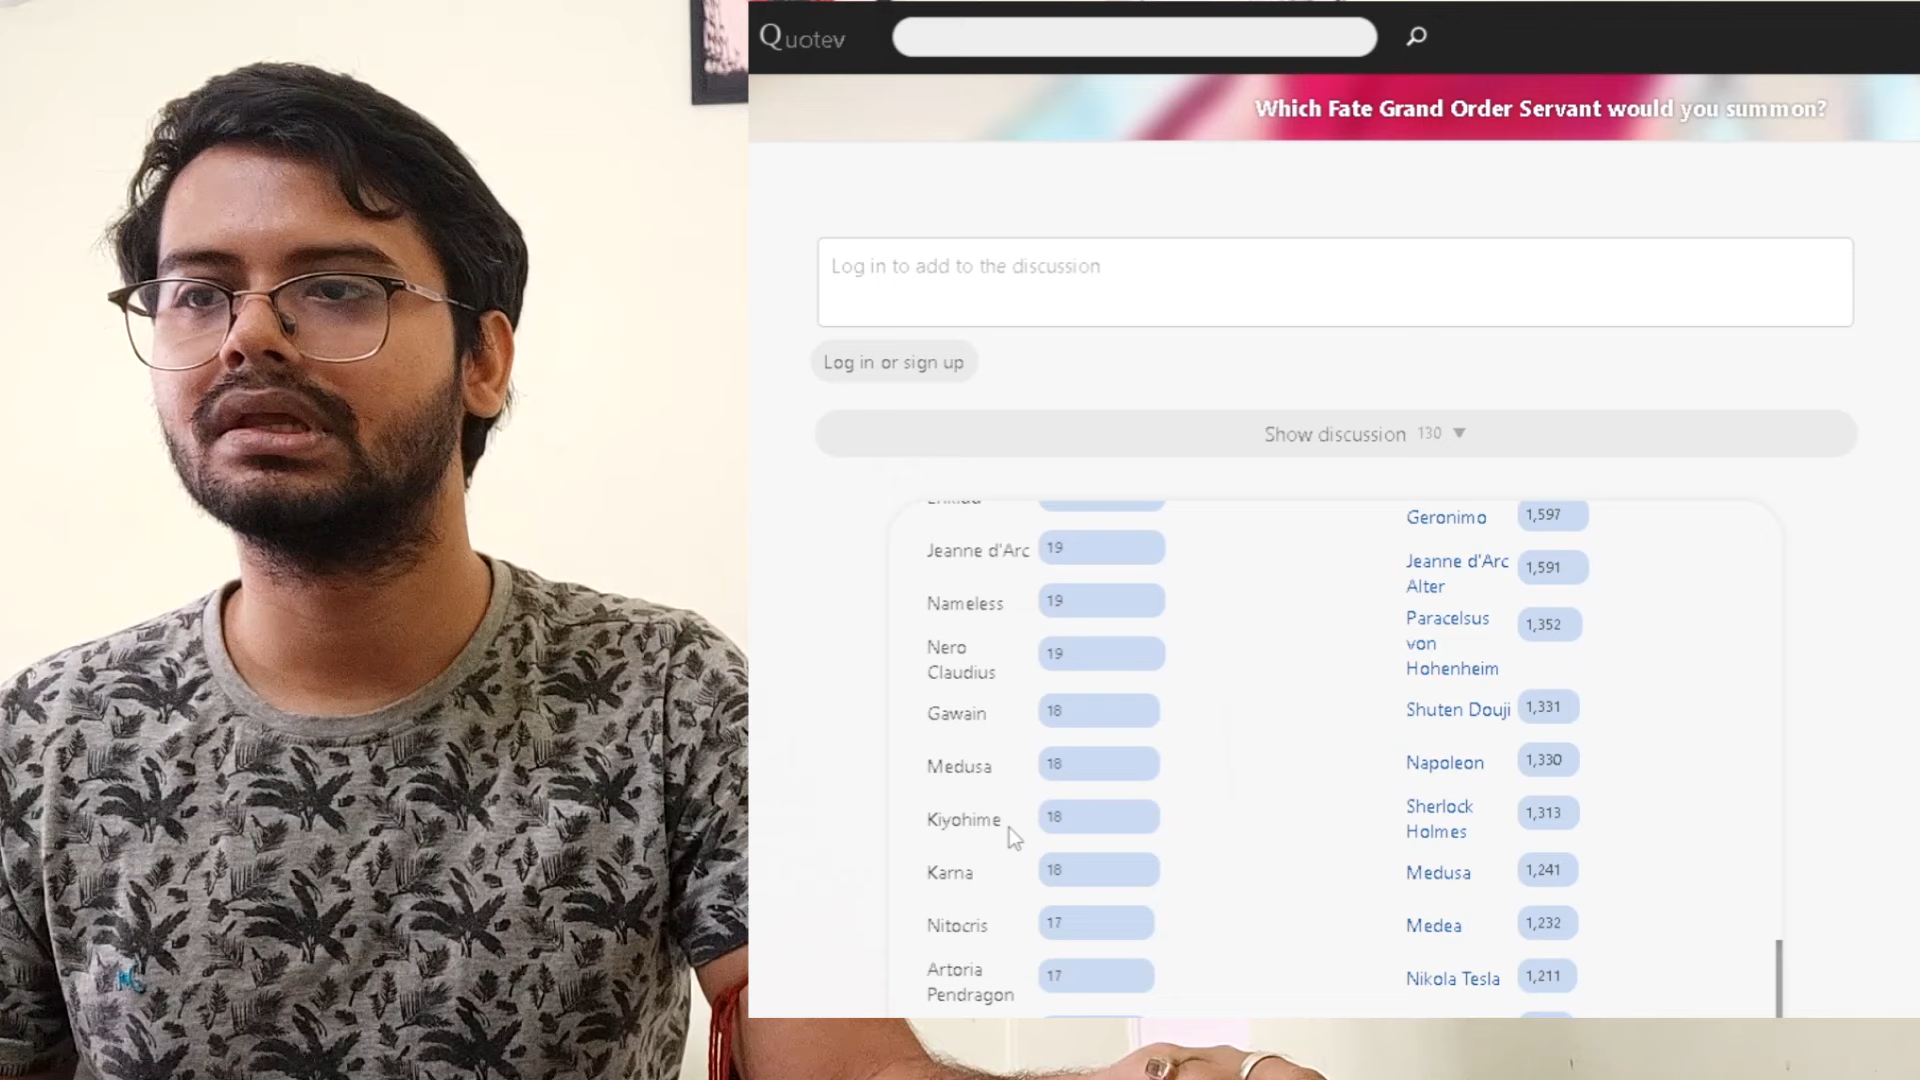 Quotev
Which Fate Grand Order Servant would you summon?
Log in to add to the discussion
Log in or sign up
Show discussion 130
Jeanne d'Arc 19
Nameless 19
Nero
Claudius
19
Gawain 18
Medusa 18
Kiyohime 18
Karna 18
Nitocris 17
Artoria
Pendragon
17
Geronimo 1,597
Jeanne d'Arc
Alter
1,591
Paracelsus
von
Hohenheim
1,352
Shuten Douji 1,331
Napoleon 1,330
Sherlock
Holmes
1,313
Medusa 1,241
Medea 1,232
Nikola Tesla 1,211